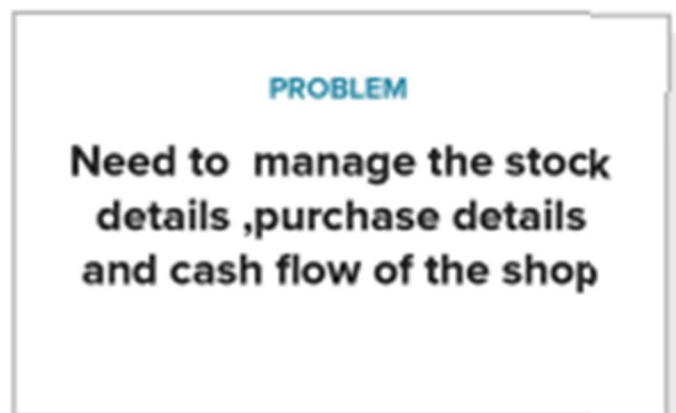 PROBLEM
Need to  manage the stock
details ,purchase details
and cash flow of the shop